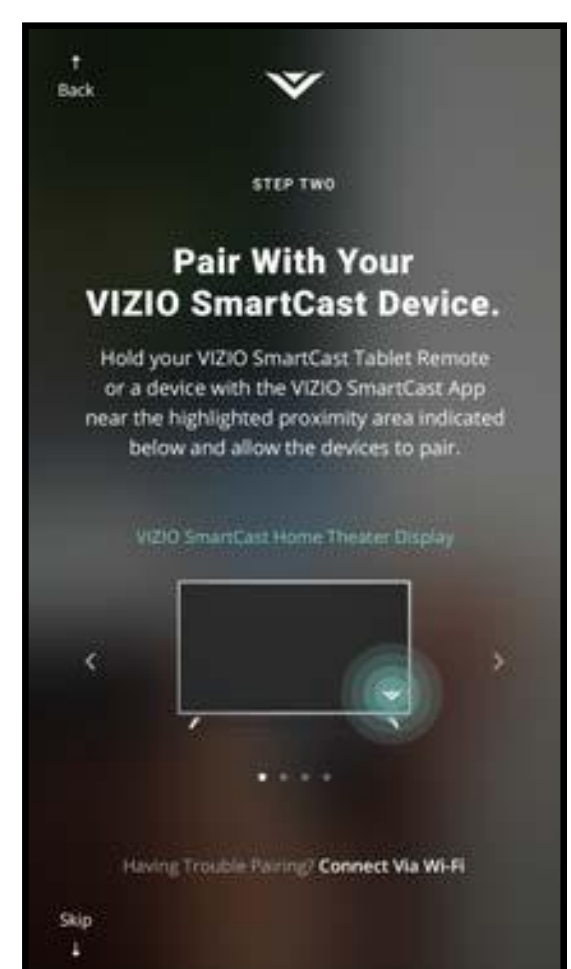 Back
STEP TWO
Pair With Your
VIZIO SmartCast Device.
Hold your VIZIO SmartCast Tablet Remote
or a device with the VIZIO SmartCast App
near the highlighted proximity area indicated
below and allow the devices to pair.
VIZIO SmartCast Home Theater Display
Having Trouble Pairing? Connect Via Wi-Fi
Skip